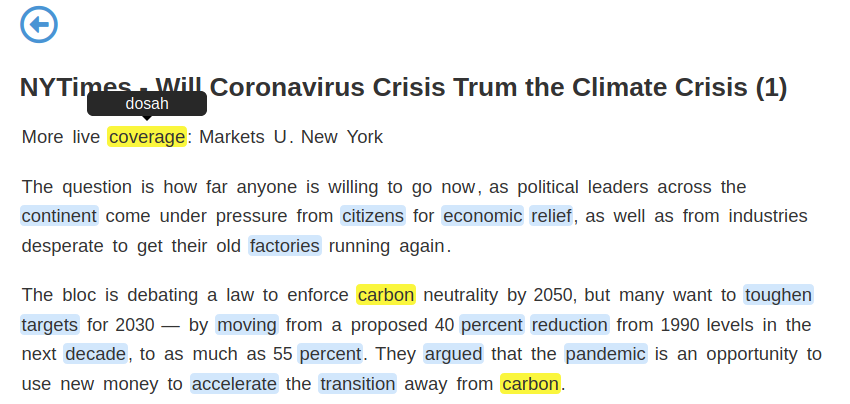 NYTimes - Will Coronavirus Crisis Trum the Climate Crisis (1)
dosah
More live coverage: Markets U. New York
The question is how far anyone is willing to go now, as political leaders across the
continent come under pressure from citizens for economic relief, as well as from industries
desperate to get their old factories running again.
The bloc is debating a law to enforce carbon neutrality by 2050, but many want to toughen
targets for 2030 — by moving from a proposed 40 percent reduction from 1990 levels in the
next decade, to as much as 55 percent. They argued that the pandemic is an opportunity to
use new money to accelerate the transition away from carbon.